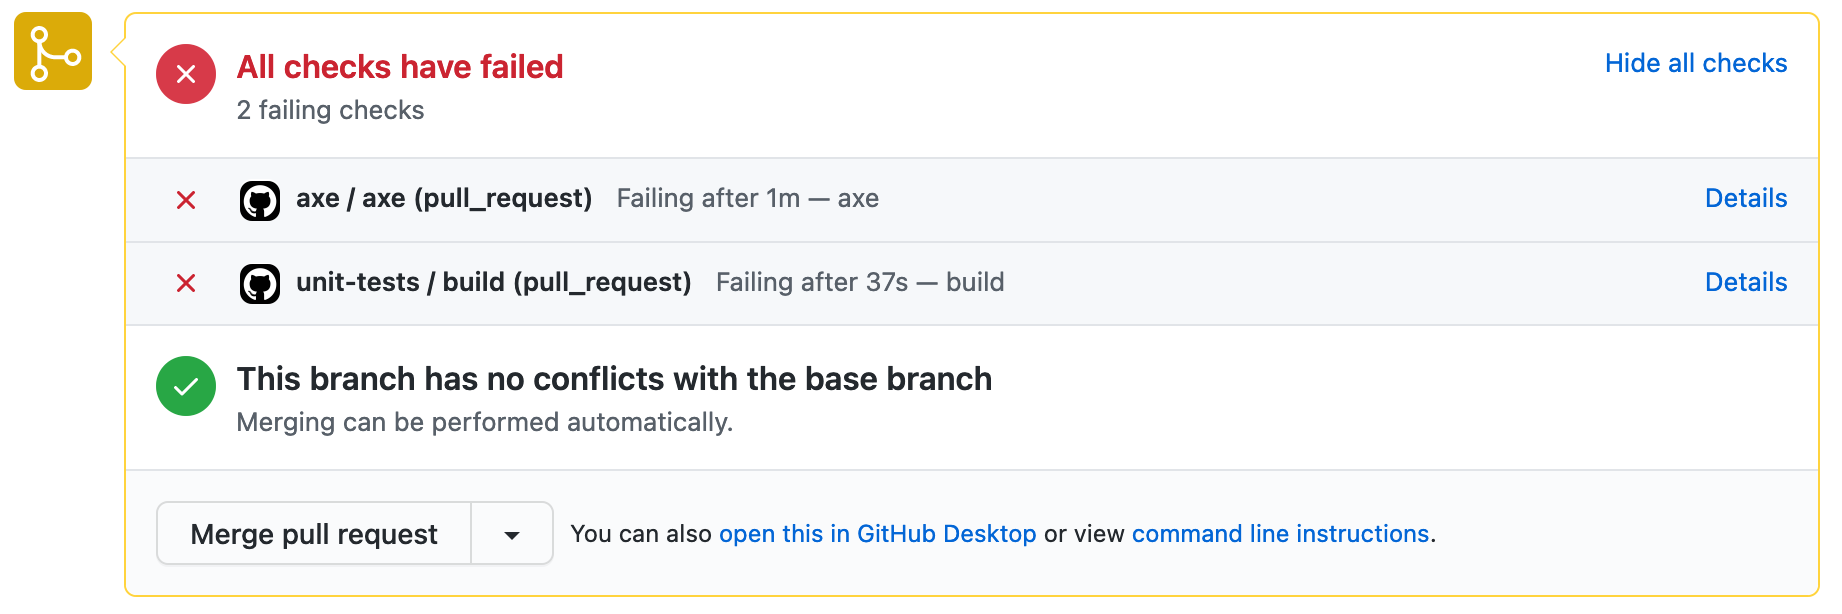 All checks have failed
Hide all checks
2 failing checks
axe / axe (pull_request) Failing after 1m — axe Details
unit-tests / build (pull_request) Failing after 37s — build Details
This branch has no conflicts with the base branch
Merging can be performed automatically.
Merge pull request You can also open this in GitHub Desktop or view command line instructions.